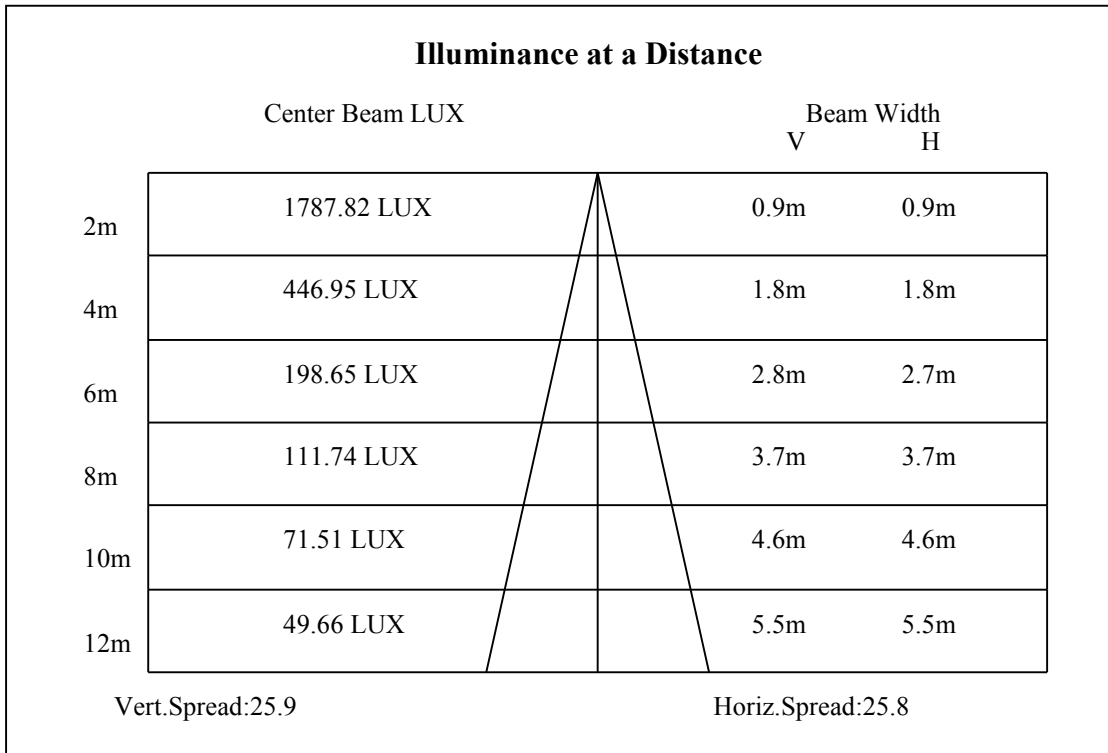 Illuminance at a Distance
Center Beam LUX Beam Width
V H
2m 1787.82 LUX 0.9m 0.9m
4m 446.95 LUX 1.8m 1.8m
6m 198.65 LUX 2.8m 2.7m
8m 111.74 LUX 3.7m 3.7m
10m 71.51 LUX 4.6m 4.6m
12m 49.66 LUX 5.5m 5.5m
Vert.Spread:25.9 Horiz.Spread:25.8